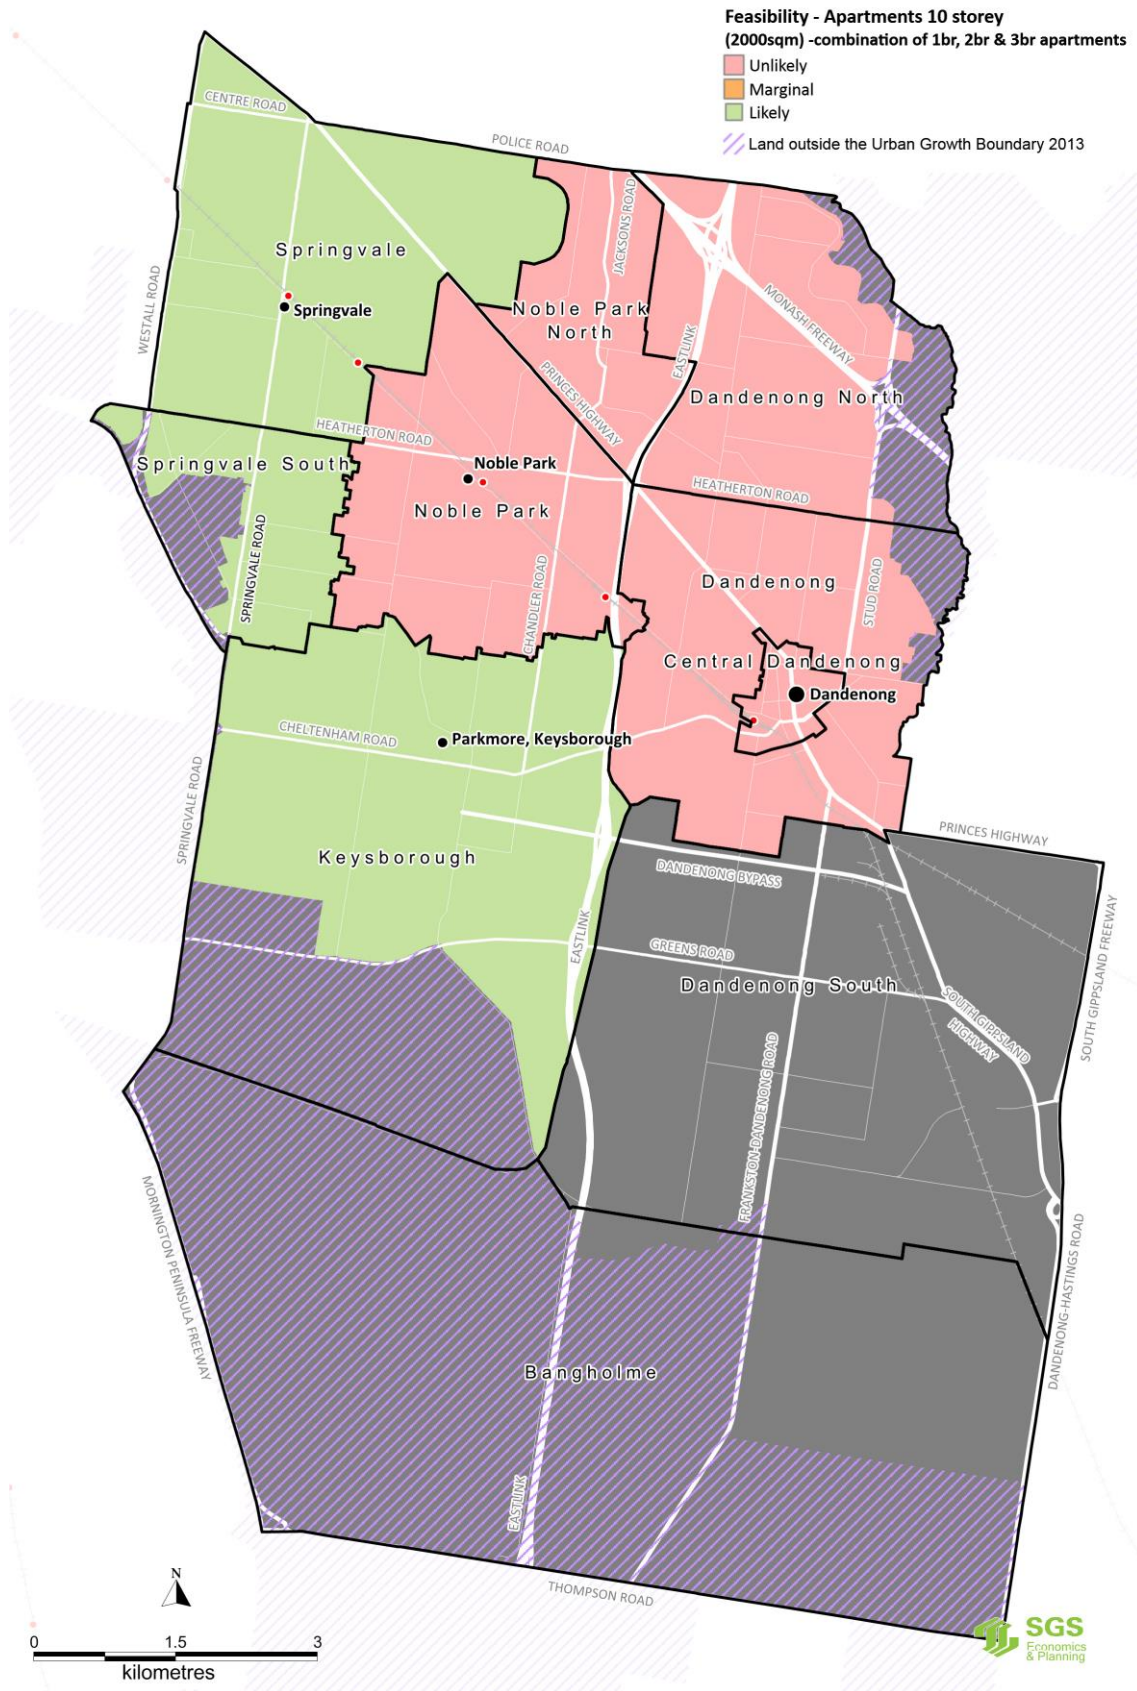 Feasibility - Apartments 10 storey
(2000sqm) -combination of 1br, 2br & 3br apartments
Unlikely
Marginal
Likely
Land outside the Urban Growth Boundary 2013
CENTRE ROAD
POLICE ROAD
JACKSONS ROAD
Springvale
WESTALL ROAD
Springvale
MONASH FREEWAY
Noble Park
North
EASTLINK
PRINCES HIGHWAY
Dandenong North
HEATHERTON ROAD
Springvale South
Noble Park
HEATHERTON ROAD
Noble Park
SPRINGVALE ROAD
CHANDLER ROAD
Dandenong
STUD ROAD
Central Dandenong
Dandenong
CHELTENHAM ROAD
Parkmore, Keysborough
SPRINGVALE ROAD
Keysborough
PRINCES HIGHWAY
DANDENONG BYPASS
EASTLINK
GREENS ROAD
Dandenong South
SOUTH GIPPSLAND
HIGHWAY
SOUTH GIPPSLAND FREEWAY
FRANKSTON-DANDENONG ROAD
MORNINGTON PENINSULA FREEWAY
DANDENONG-HASTINGS ROAD
Bangholme
EASTLINK
THOMPSON ROAD
N
0 1.5 3
kilometres
SGS
Economics
& Planning